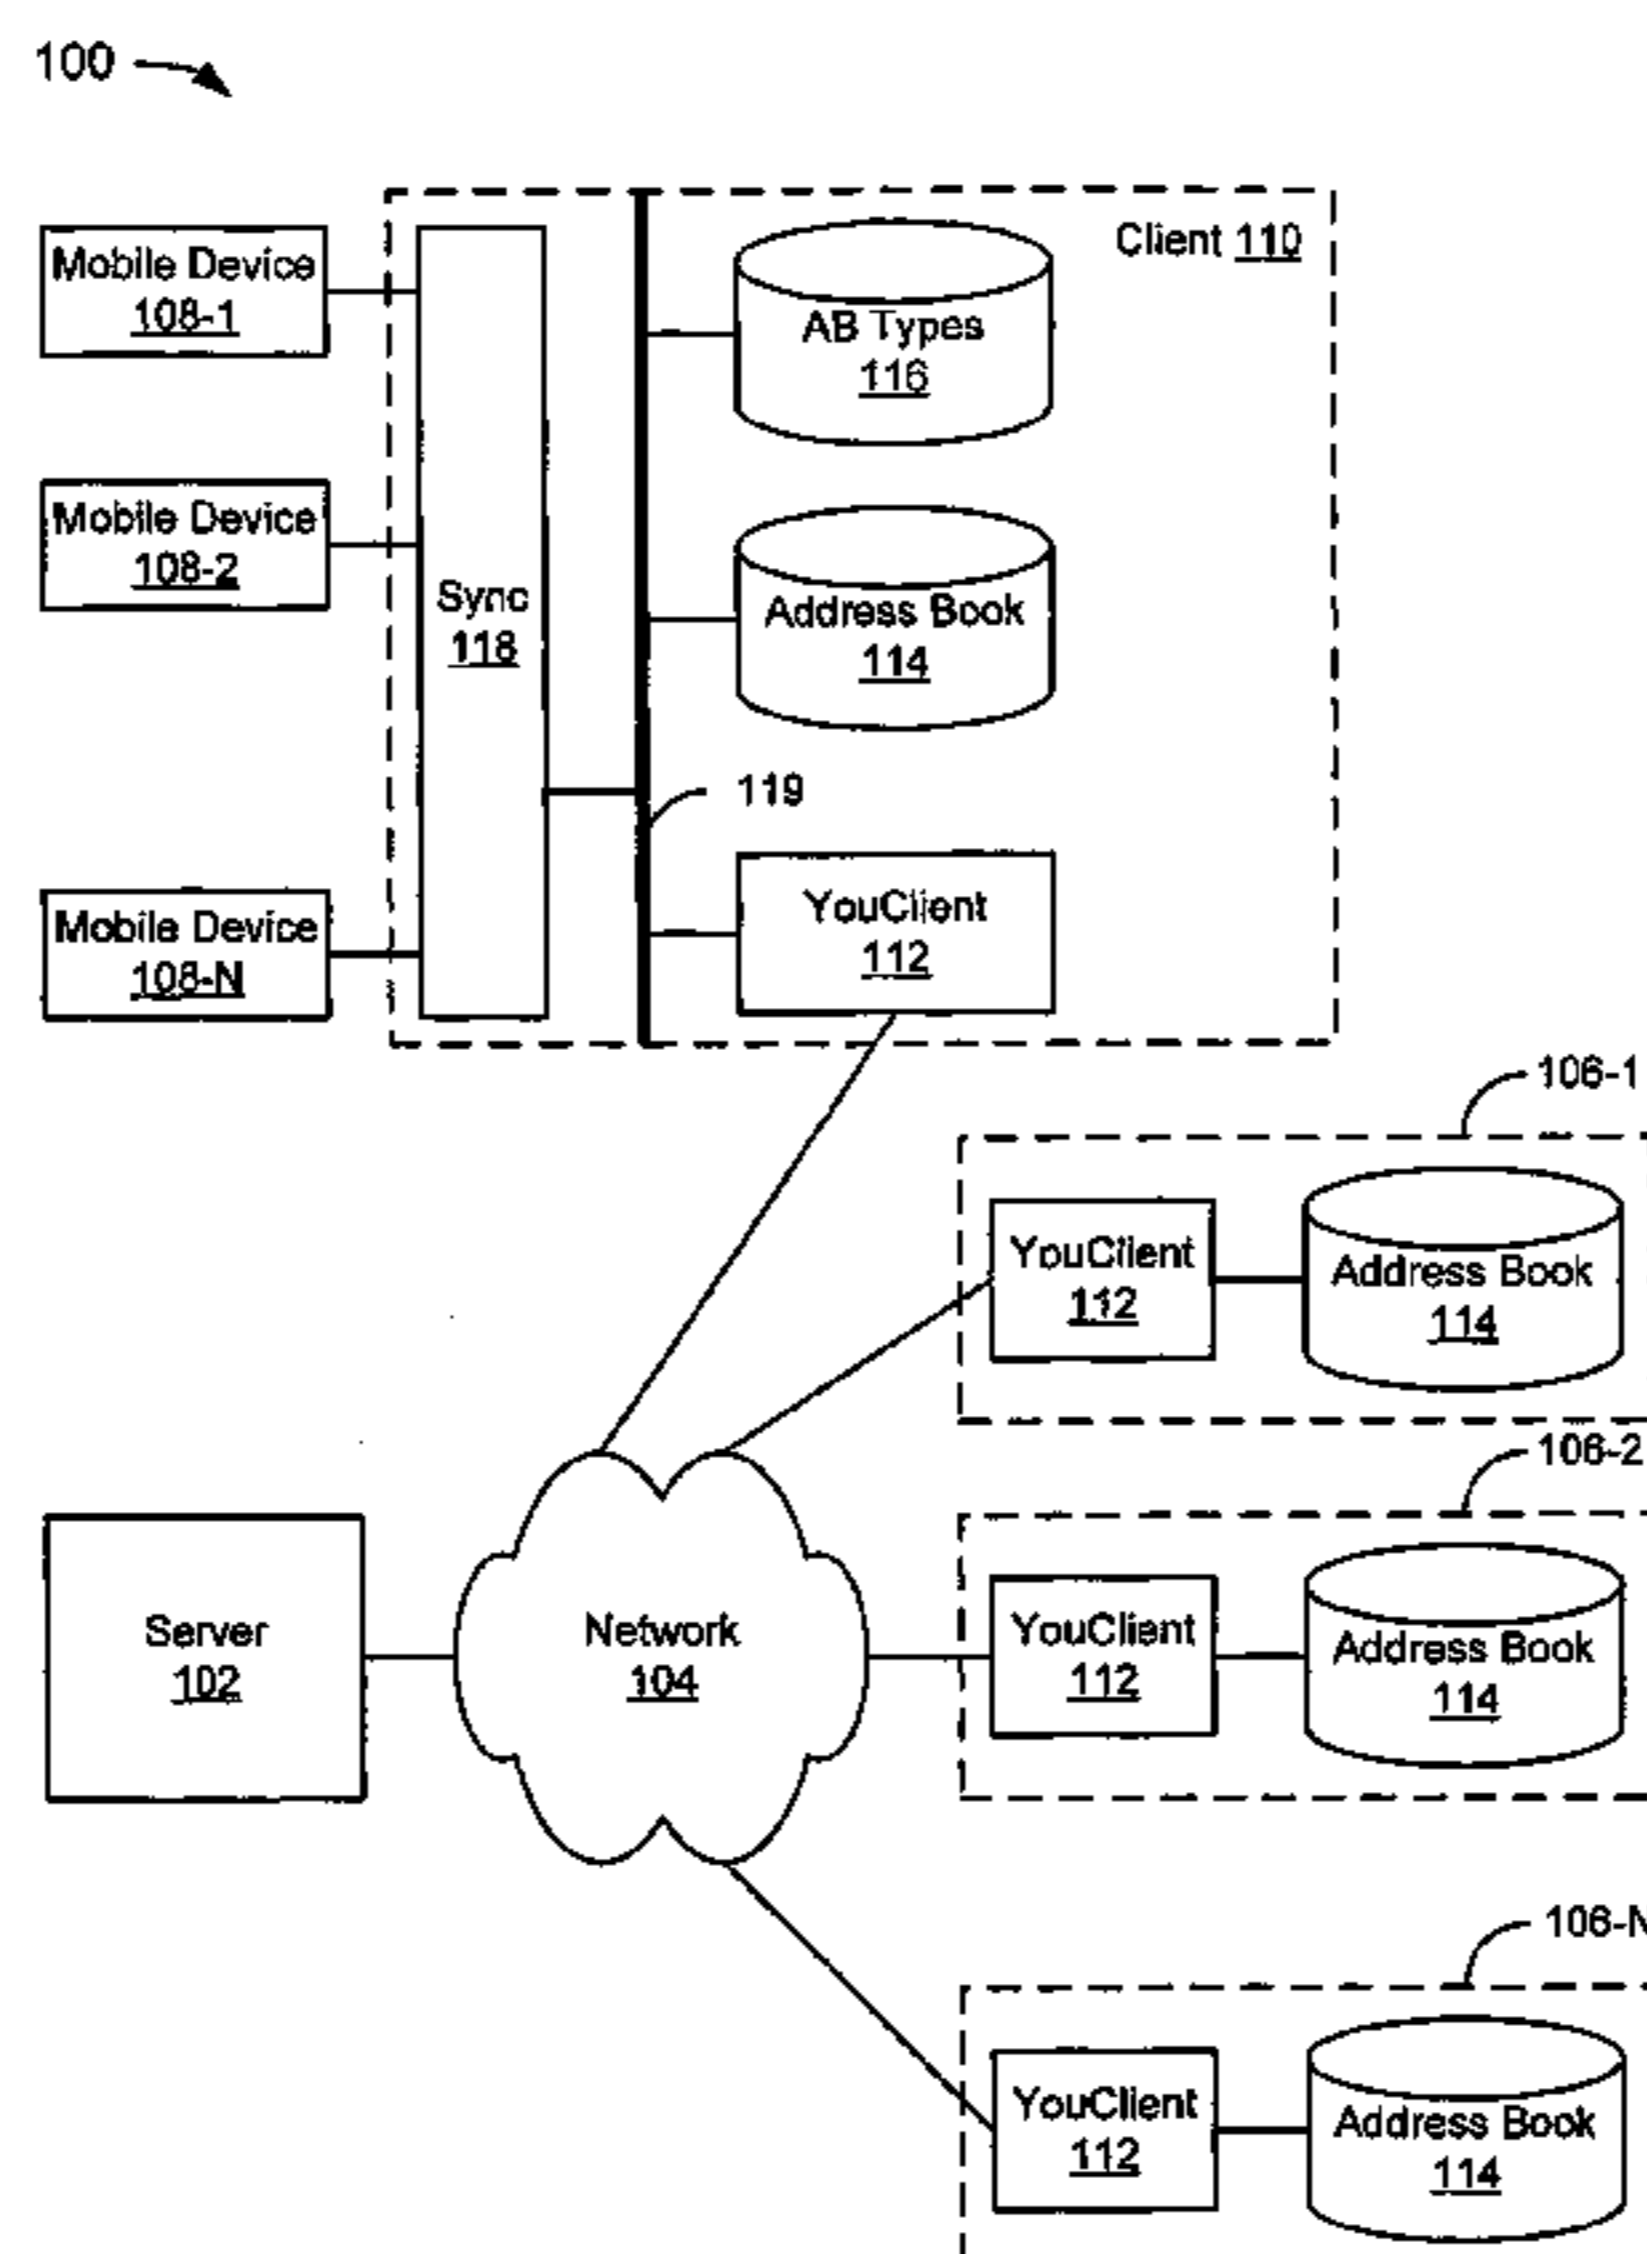 100
Client 110
Mobile Device
108-1
AB Types
116
Mobile Device
108-2
Sync
118
Address Book
114
119
Mobile Device
108-N
YouClient
112
106-1
YouClient
112
Address Book
114
106-2
Server
102
Network
104
YouClient
112
Address Book
114
106-N
YouClient
112
Address Book
114